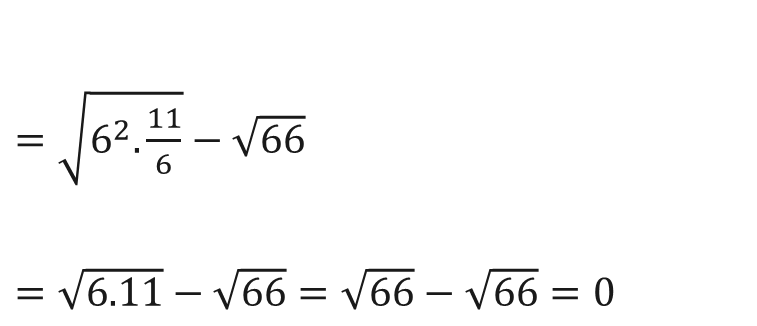 = √(6².11/6) − √66
= √6.11 − √66 = √66 − √66 = 0